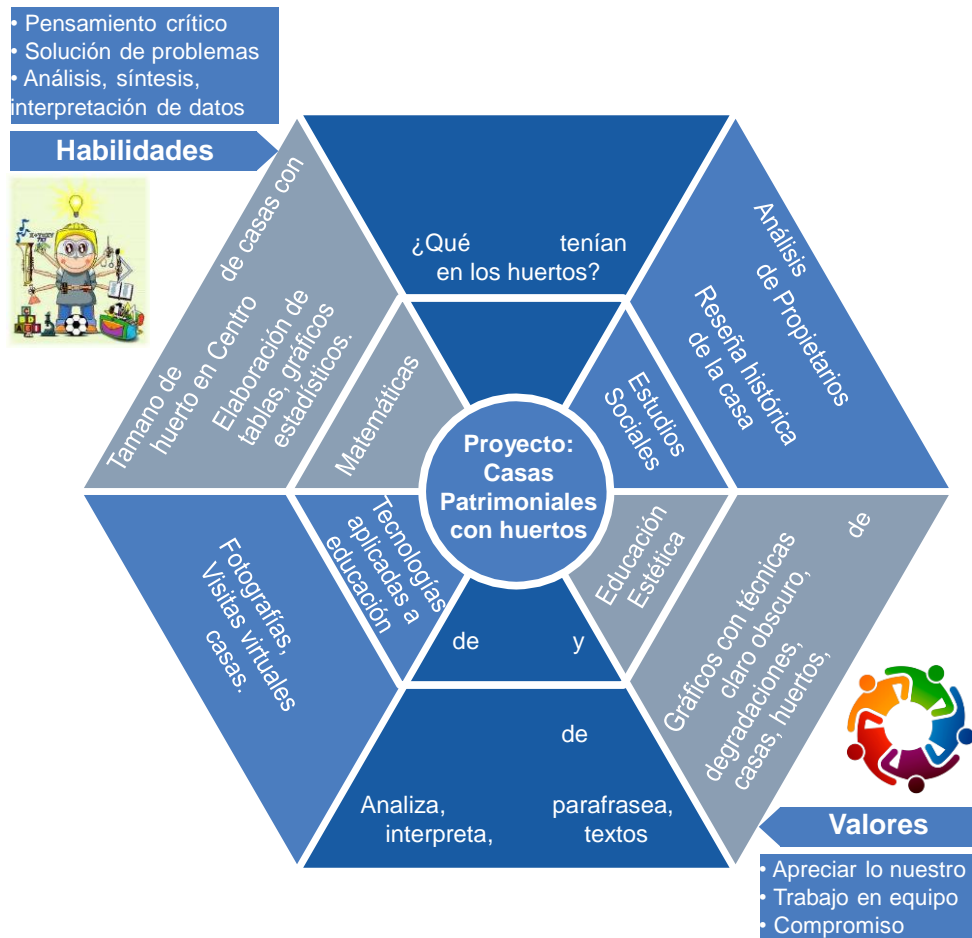 • Pensamiento crítico
• Solución de problemas
• Análisis, síntesis,
interpretación de datos
Habilidades
¿Qué tenían
en los huertos?
Análisis
de Propietarios
Reseña histórica
de la casa
Estudios
Sociales
Tamano de de casas con
huerto en Centro
Elaboración de
tablas, gráficos
estadísticos.
Matemáticas
Proyecto:
Casas
Patrimoniales
con huertos
Tecnologías
aplicadas a
educación
Fotografías,
Visitas virtuales
casas.
Educación
Estética
Gráficos con técnicas de
claro obscuro,
degradaciones,
casas, huertos,
de y
de
Analiza, parafrasea,
interpreta, textos
Valores
• Apreciar lo nuestro
• Trabajo en equipo
• Compromiso